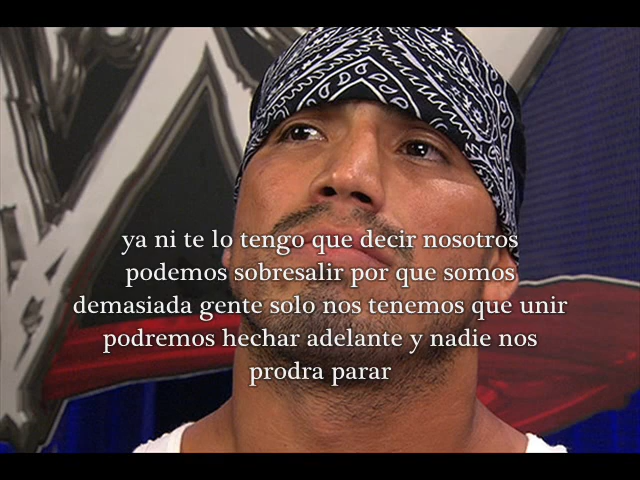 ya ni te lo tengo que decir nosotros
podemos sobresalir por que somos
demasiada gente solo nos tenemos que unir
podremos hechar adelante y nadie nos
prodra parar